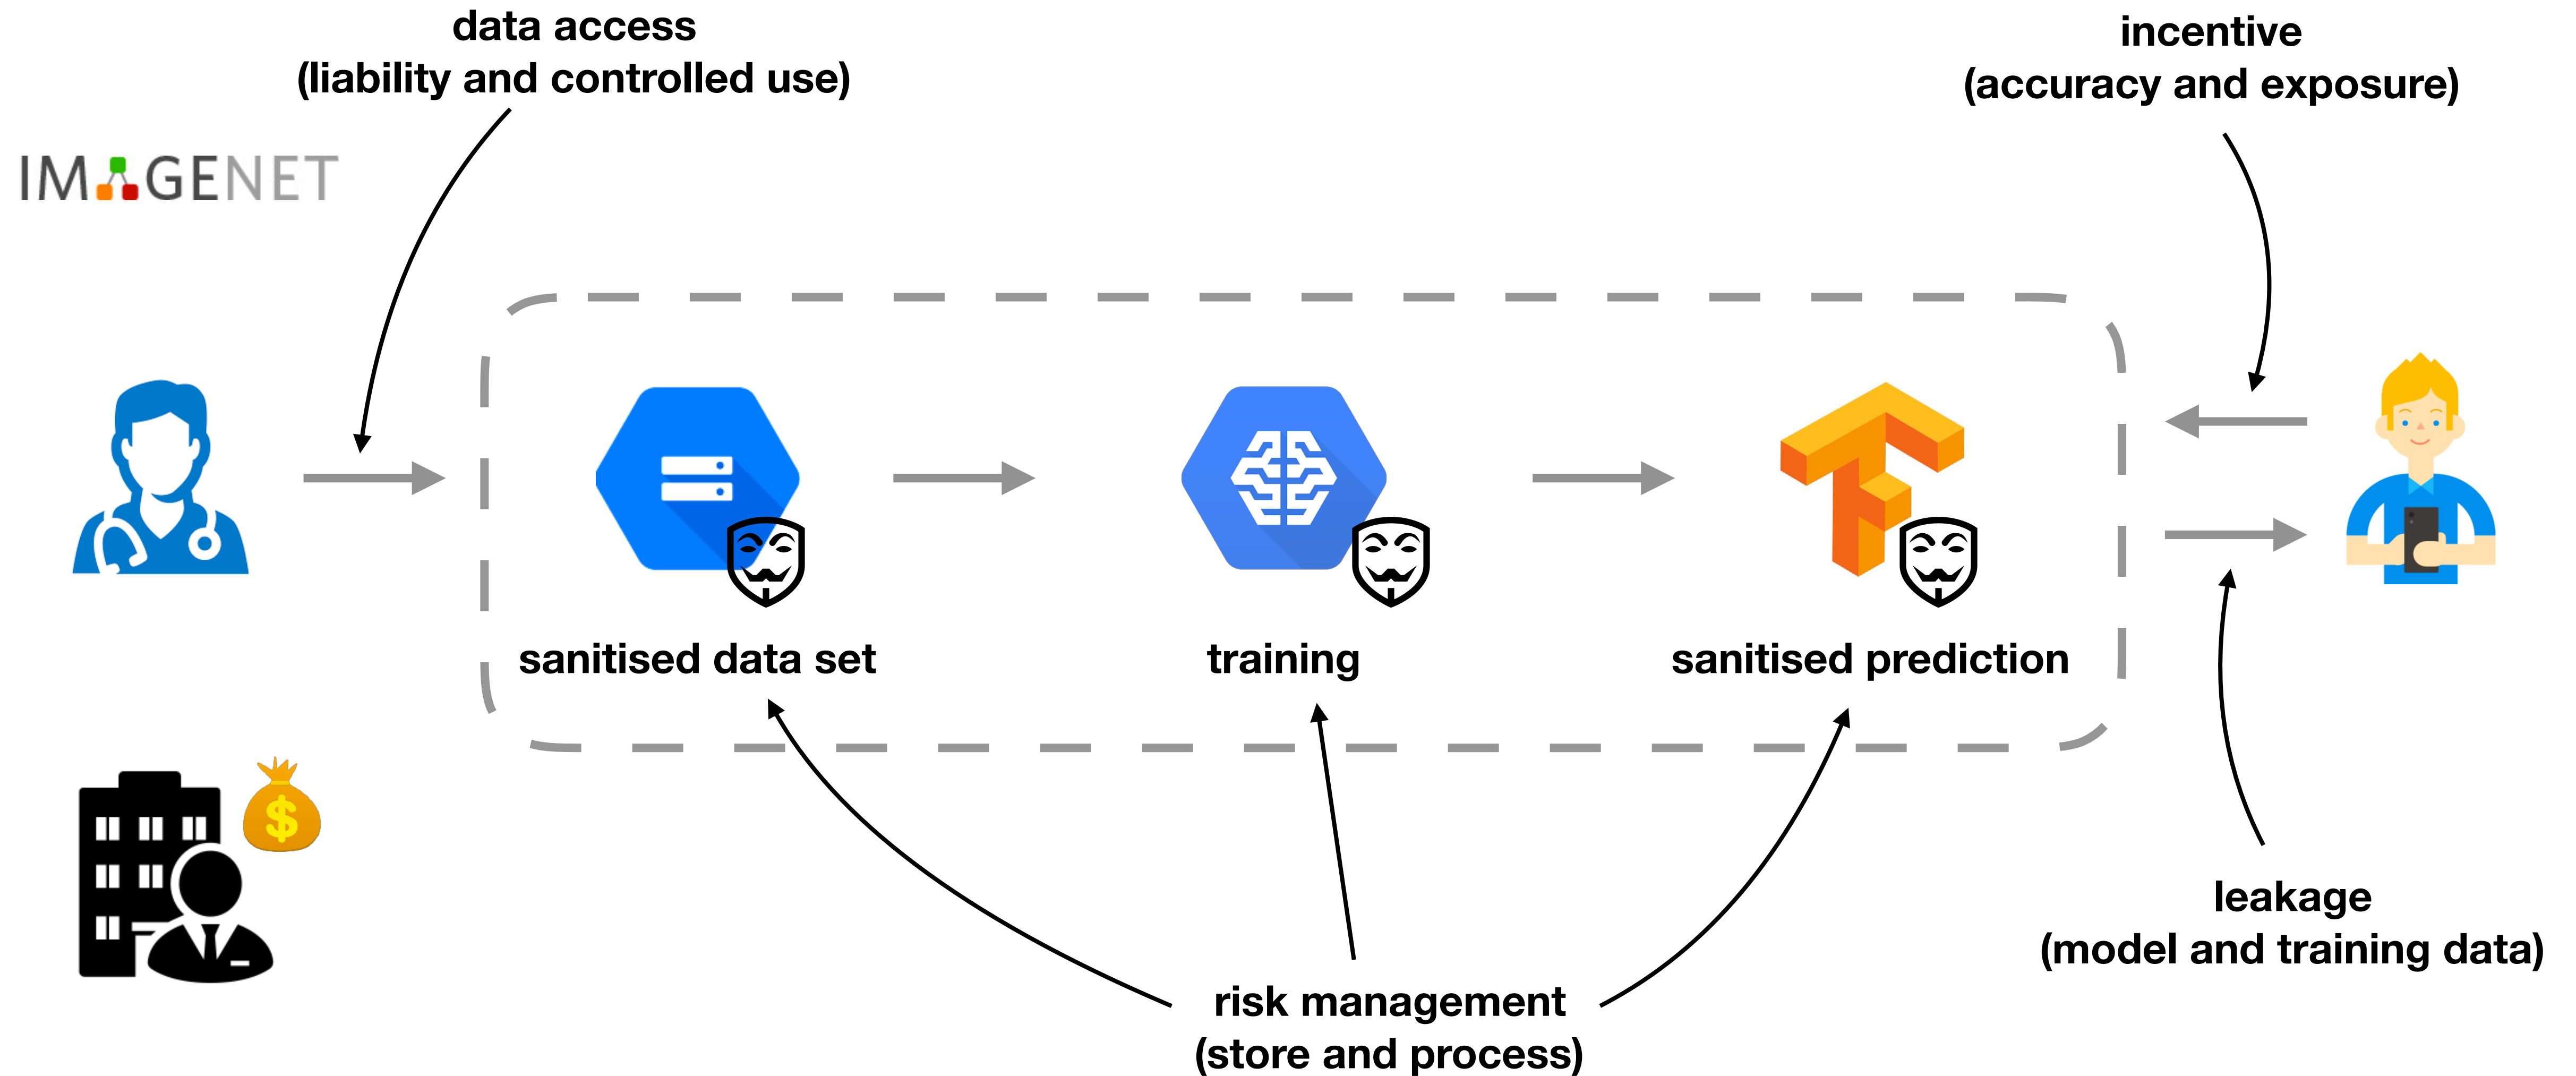 data access
(liability and controlled use)
incentive
(accuracy and exposure)
IMAGENET
sanitised data set
training
sanitised prediction
leakage
(model and training data)
risk management
(store and process)